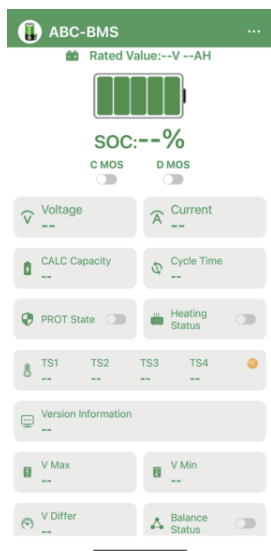 ABC-BMS
Rated Value:--V --AH
SOC:--%
C MOS D MOS
Voltage
--
Current
--
CALC Capacity
--
Cycle Time
--
PROT State
Heating
Status
TS1 TS2 TS3 TS4
-- -- -- --
Version Information
--
V Max
--
V Min
--
V Differ
--
Balance
Status